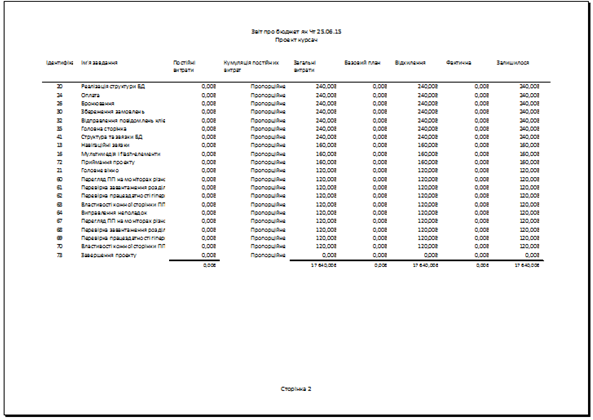 Звіт про бюджет як Чт 25.06.15
Проект курсач
Ідентифік Ім'я завдання Постійні витрати Кумуляція постійних витрат Загальні витрати Базовий план Відхилення Фактична Залишилося
20 Реалізація структури БД 0,00₴ Пропорційне 240,00₴ 0,00₴ 240,00₴ 0,00₴ 240,00₴
24 Оплата 0,00₴ Пропорційне 240,00₴ 0,00₴ 240,00₴ 0,00₴ 240,00₴
26 Бронювання 0,00₴ Пропорційне 240,00₴ 0,00₴ 240,00₴ 0,00₴ 240,00₴
30 Збереження замовлень 0,00₴ Пропорційне 240,00₴ 0,00₴ 240,00₴ 0,00₴ 240,00₴
32 Відправлення повідомлень кліє 0,00₴ Пропорційне 240,00₴ 0,00₴ 240,00₴ 0,00₴ 240,00₴
35 Головна сторінка 0,00₴ Пропорційне 240,00₴ 0,00₴ 240,00₴ 0,00₴ 240,00₴
41 Структура та звязки БД 0,00₴ Пропорційне 240,00₴ 0,00₴ 240,00₴ 0,00₴ 240,00₴
13 Навігаційні звязки 0,00₴ Пропорційне 160,00₴ 0,00₴ 160,00₴ 0,00₴ 160,00₴
16 Мультимедіа і flash-елементи 0,00₴ Пропорційне 160,00₴ 0,00₴ 160,00₴ 0,00₴ 160,00₴
72 Приймання проекту 0,00₴ Пропорційне 160,00₴ 0,00₴ 160,00₴ 0,00₴ 160,00₴
21 Головне вікно 0,00₴ Пропорційне 120,00₴ 0,00₴ 120,00₴ 0,00₴ 120,00₴
60 Перегляд ПП на моніторах різнс 0,00₴ Пропорційне 120,00₴ 0,00₴ 120,00₴ 0,00₴ 120,00₴
61 Перевірка завантаження розділ 0,00₴ Пропорційне 120,00₴ 0,00₴ 120,00₴ 0,00₴ 120,00₴
62 Перевірка працездатності гіпер 0,00₴ Пропорційне 120,00₴ 0,00₴ 120,00₴ 0,00₴ 120,00₴
63 Властивості кожної сторінки ПП 0,00₴ Пропорційне 120,00₴ 0,00₴ 120,00₴ 0,00₴ 120,00₴
64 Виправлення неполадок 0,00₴ Пропорційне 120,00₴ 0,00₴ 120,00₴ 0,00₴ 120,00₴
67 Перегляд ПП на моніторах різнс 0,00₴ Пропорційне 120,00₴ 0,00₴ 120,00₴ 0,00₴ 120,00₴
68 Перевірка завантаження розділ 0,00₴ Пропорційне 120,00₴ 0,00₴ 120,00₴ 0,00₴ 120,00₴
69 Перевірка працездатності гіпер 0,00₴ Пропорційне 120,00₴ 0,00₴ 120,00₴ 0,00₴ 120,00₴
70 Властивості кожної сторінки ПП 0,00₴ Пропорційне 120,00₴ 0,00₴ 120,00₴ 0,00₴ 120,00₴
73 Завершення проекту 0,00₴ Пропорційне 0,00₴ 0,00₴ 0,00₴ 0,00₴ 0,00₴
0,00₴ 17 640,00₴ 0,00₴ 17 640,00₴ 0,00₴ 17 640,00₴
Сторінка 2